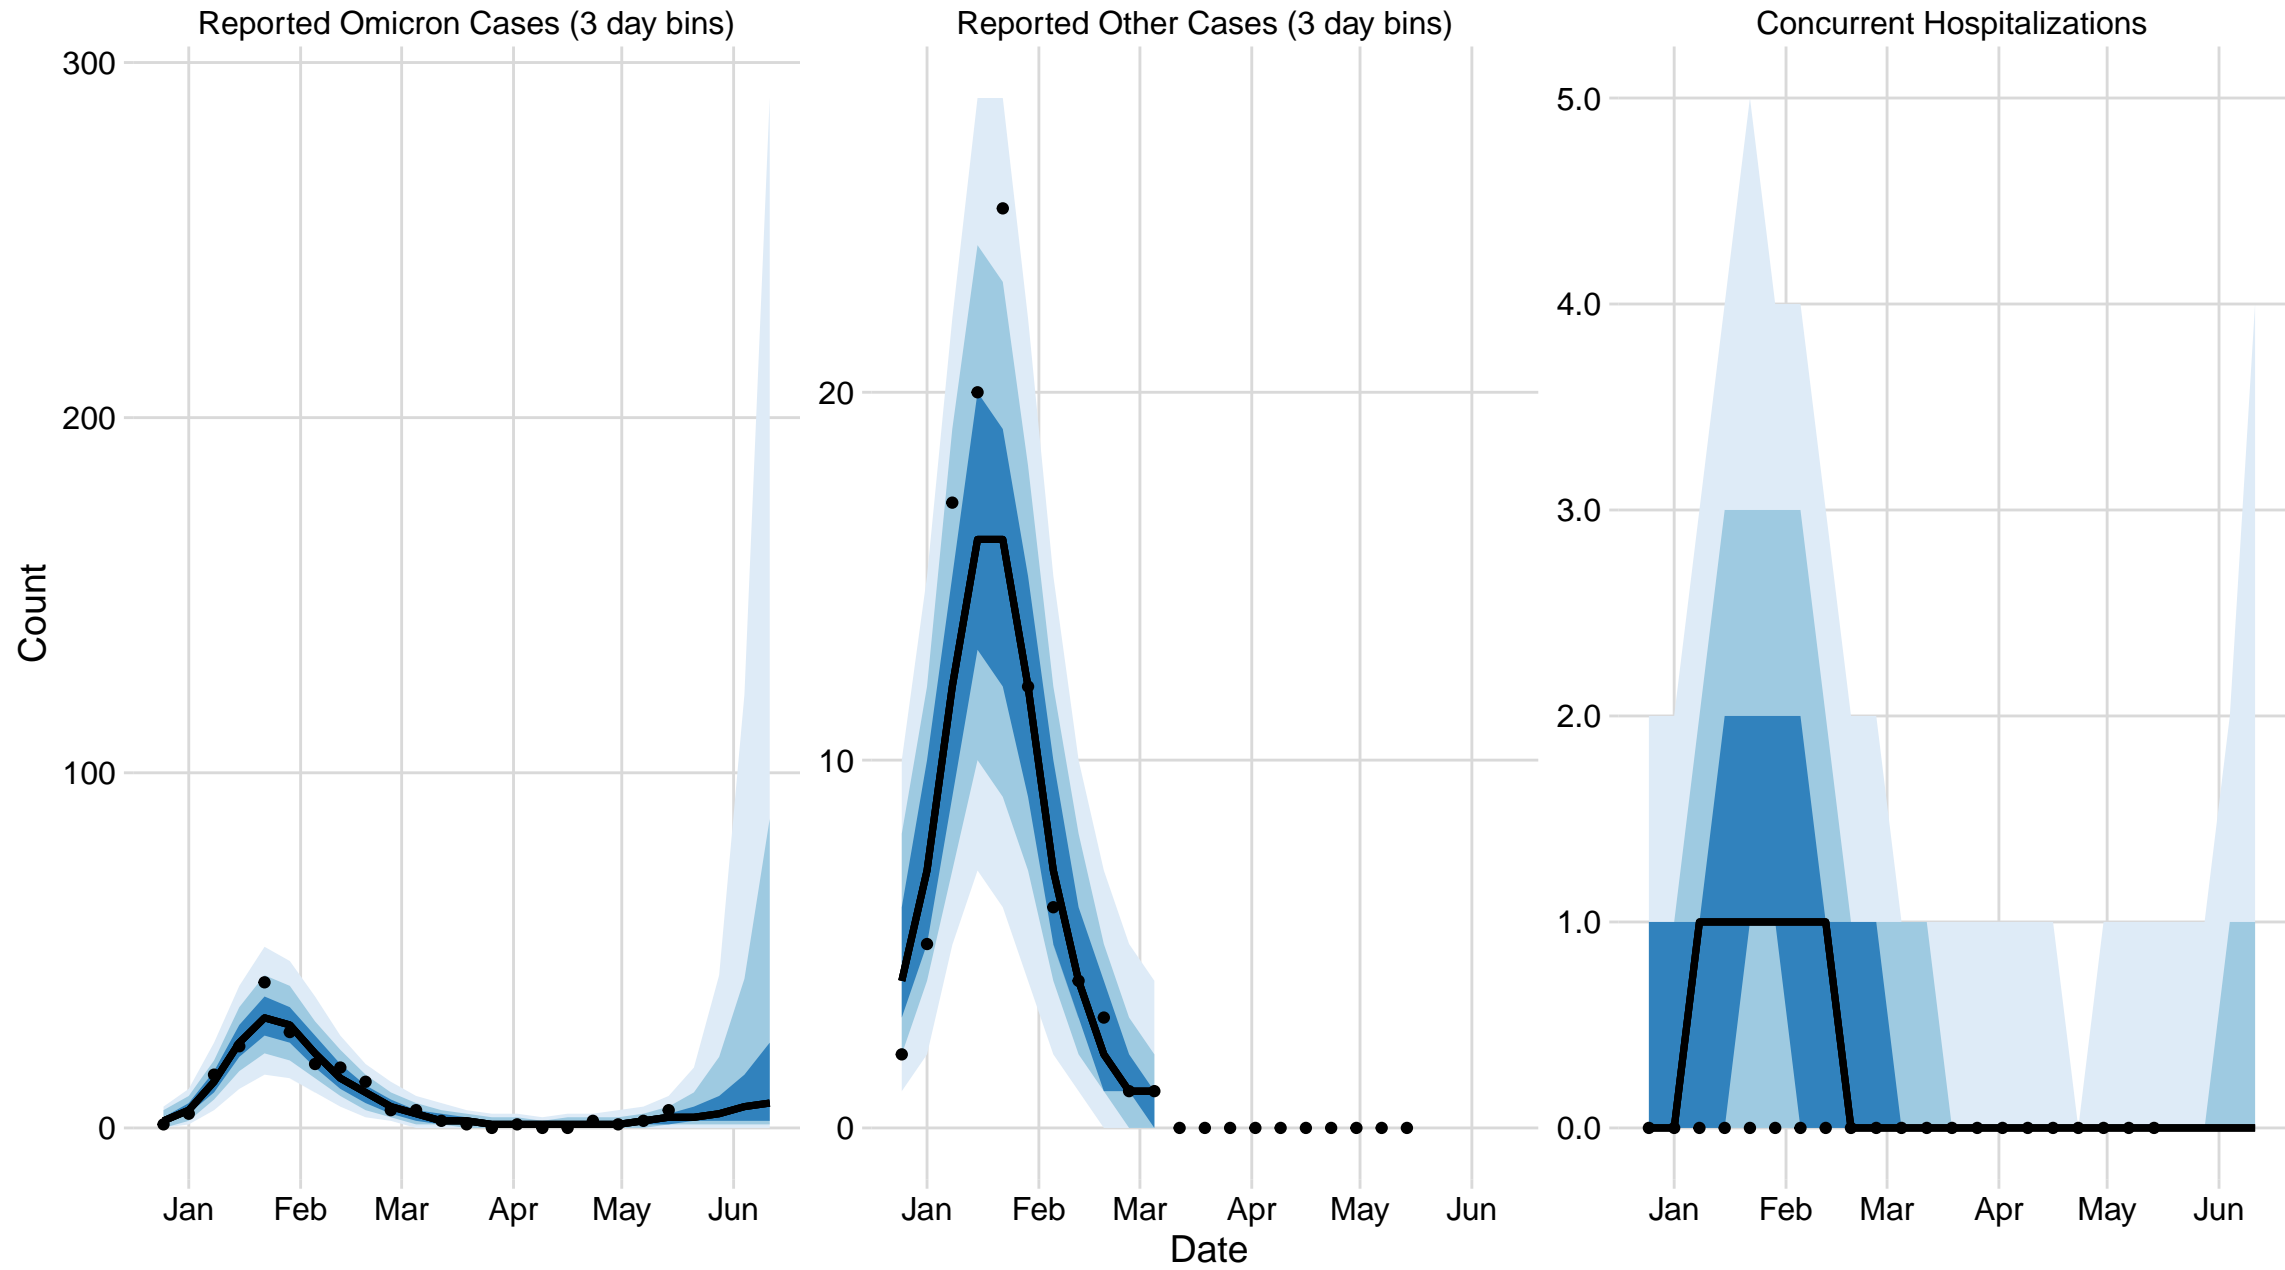 Reported Omicron Cases (3 day bins)
Reported Other Cases (3 day bins)
Concurrent Hospitalizations
Count
300
200
100
0
20
10
0
5.0
4.0
3.0
2.0
1.0
0.0
Jan Feb Mar Apr May Jun
Jan Feb Mar Apr May Jun
Jan Feb Mar Apr May Jun
Date